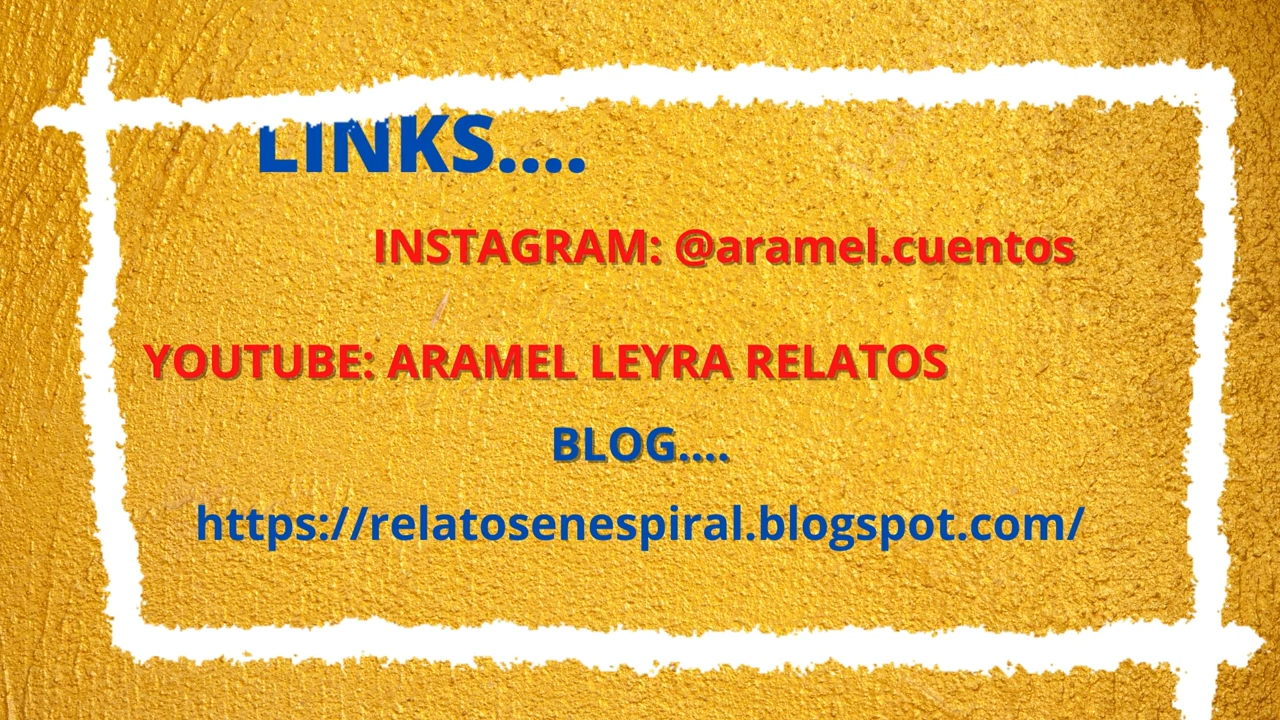 LINKS....
INSTAGRAM: @aramel.cuentos
YOUTUBE: ARAMEL LEYRA RELATOS
BLOG....
https://relatosenespiral.blogspot.com/